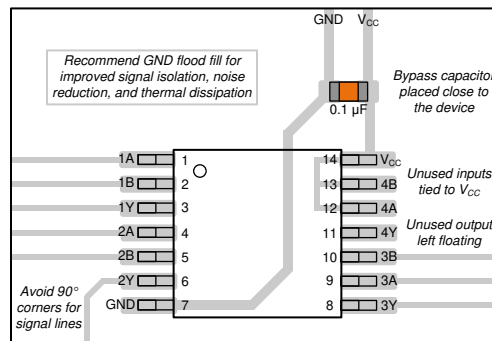 GND VCC
Recommend GND flood fill for
improved signal isolation, noise
reduction, and thermal dissipation
Bypass capacitor
placed close to
the device
0.1 µF
1A 1 14 VCC
1B 2 13 4B
1Y 3 12 4A
2A 4 11 4Y
2B 5 10 3B
2Y 6 9 3A
GND 7 8 3Y
Unused inputs
tied to VCC
Unused output
left floating
Avoid 90°
corners for
signal lines